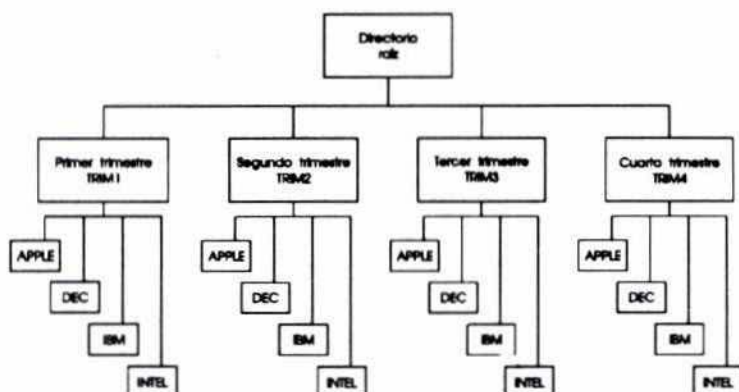 Directorio
raíz
Primer trimestre
TRIM1
Segundo trimestre
TRIM2
Tercer trimestre
TRIM3
Cuarto trimestre
TRIM4
APPLE
DEC
IBM
INTEL
APPLE
DEC
IBM
INTEL
APPLE
DEC
IBM
INTEL
APPLE
DEC
IBM
INTEL